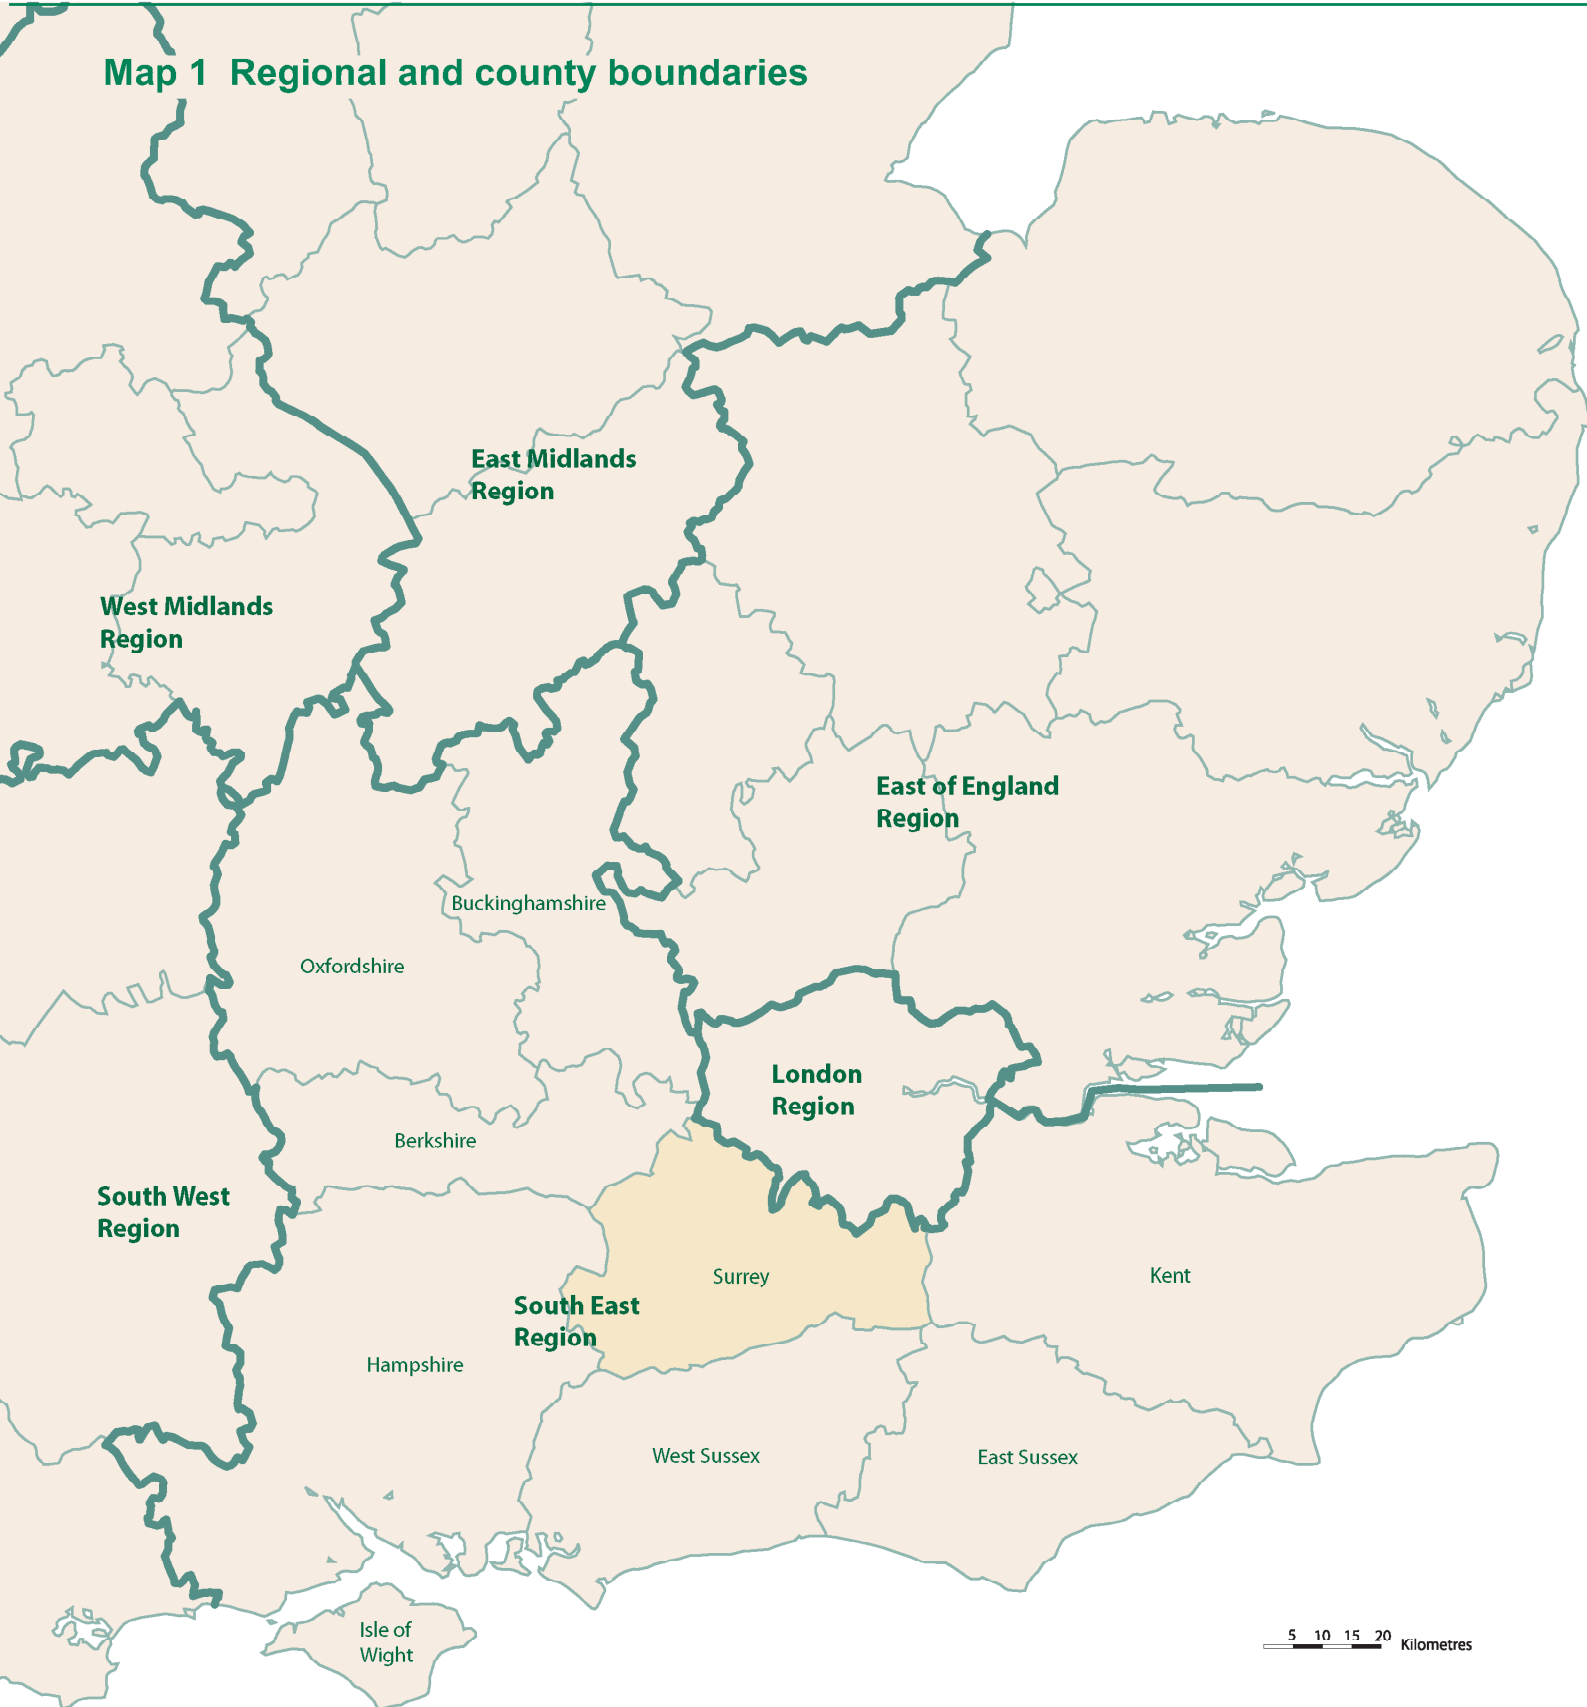 Map 1 Regional and county boundaries
East Midlands
Region
West Midlands
Region
East of England
Region
Buckinghamshire
Oxfordshire
London
Region
Berkshire
South West
Region
Surrey
Kent
South East
Region
Hampshire
West Sussex
East Sussex
Isle of
Wight
5 10 15 20
Kilometres